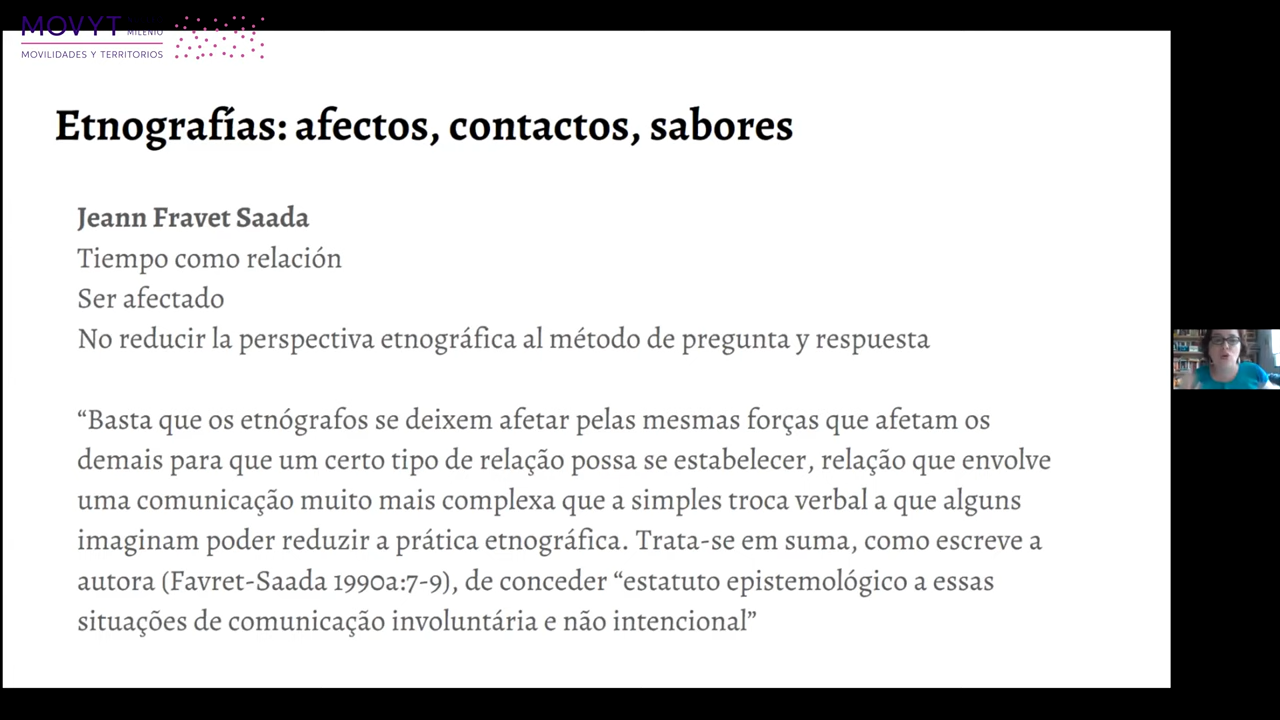 MOVYT
MILENIO
MOVILIDADES Y TERRITORIOS
Etnografías: afectos, contactos, sabores
Jeann Fravet Saada
Tiempo como relación
Ser afectado
No reducir la perspectiva etnográfica al método de pregunta y respuesta
“Basta que os etnógrafos se deixem afetar pelas mesmas forças que afetam os
demais para que um certo tipo de relação possa se estabelecer, relação que envolve
uma comunicação muito mais complexa que a simples troca verbal a que alguns
imaginam poder reduzir a prática etnográfica. Trata-se em suma, como escreve a
autora (Favret-Saada 1990a:7-9), de conceder “estatuto epistemológico a essas
situações de comunicação involuntária e não intencional”